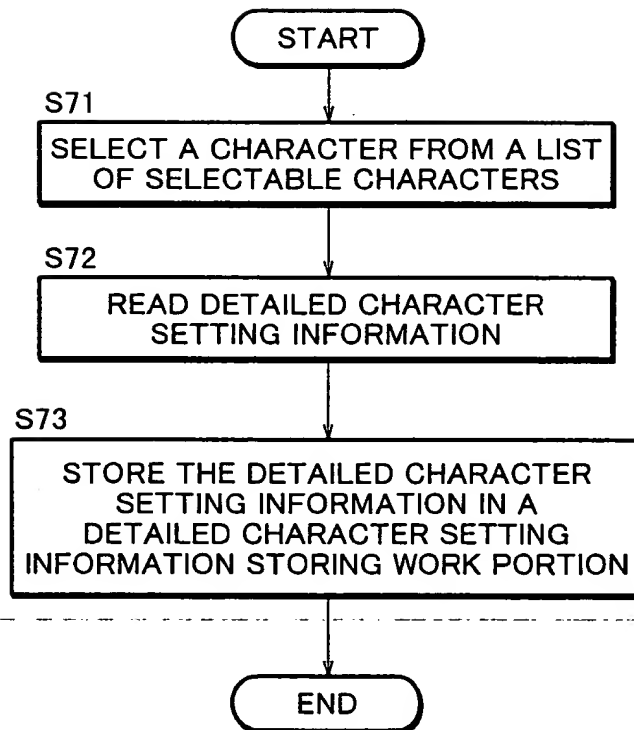 START
S71
SELECT A CHARACTER FROM A LIST
OF SELECTABLE CHARACTERS
S72
READ DETAILED CHARACTER
SETTING INFORMATION
S73
STORE THE DETAILED CHARACTER
SETTING INFORMATION IN A
DETAILED CHARACTER SETTING
INFORMATION STORING WORK PORTION
END